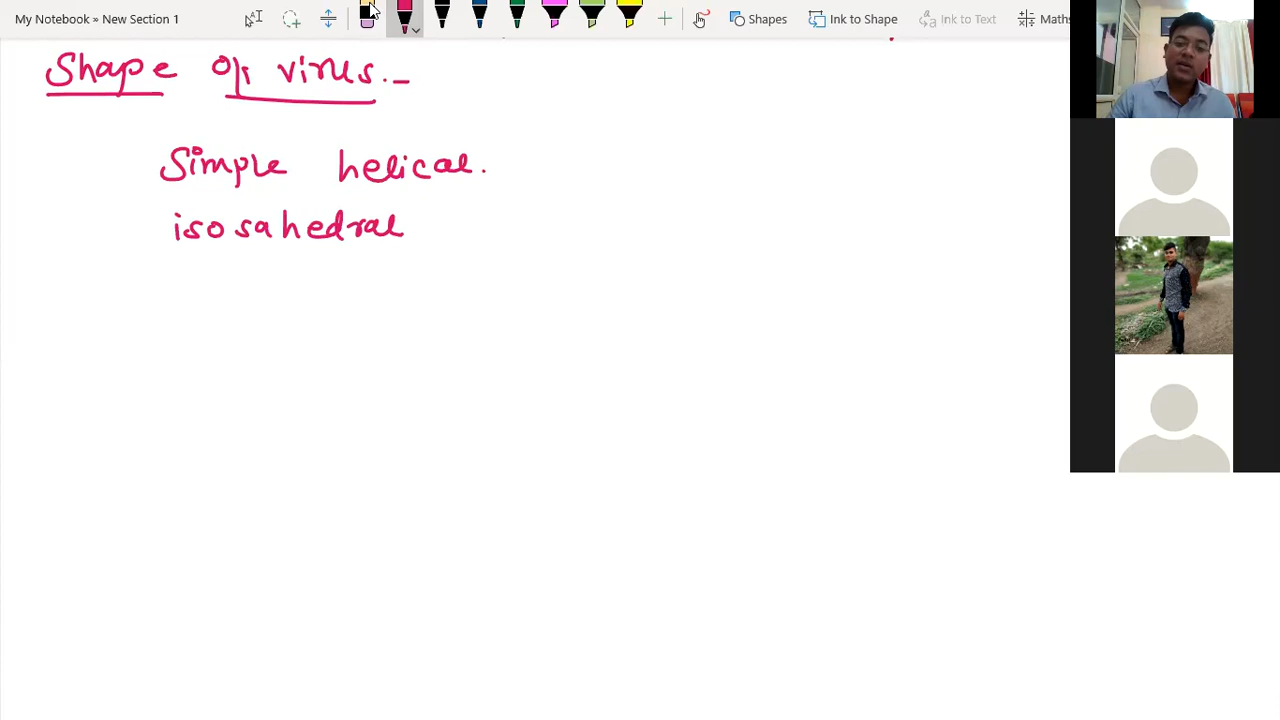 My Notebook » New Section 1
Shapes
Ink to Shape
Ink to Text
Maths
Shape of virus.-
Simple helical.
isosahedral